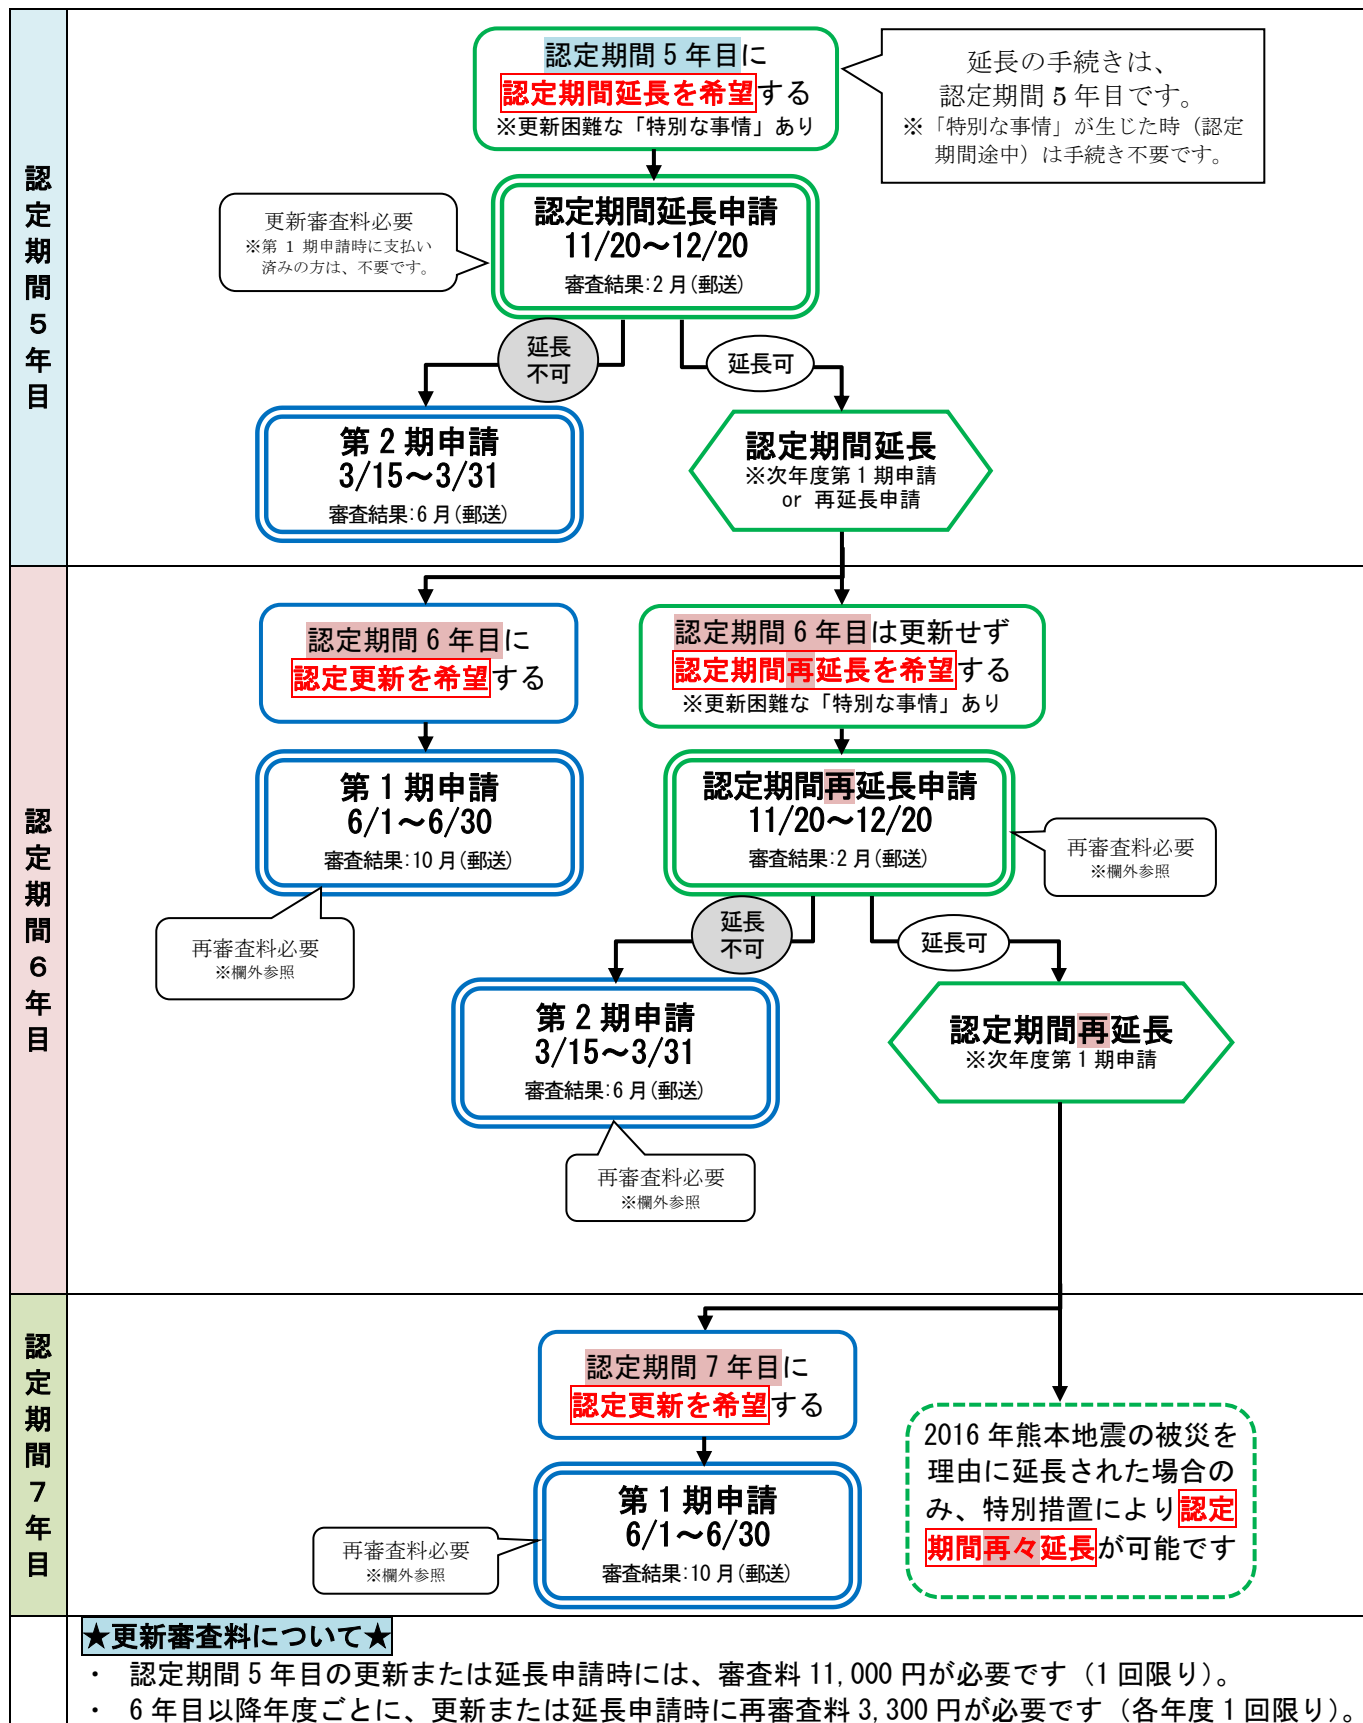 認定期間５年目
認定期間 5 年目に
認定期間延長を希望する
※更新困難な「特別な事情」あり
延長の手続きは、
認定期間 5 年目です。
※「特別な事情」が生じた時（認定
期間途中）は手続き不要です。
認定期間延長申請
11/20～12/20
審査結果:2 月(郵送)
更新審査料必要
※第 1 期申請時に支払い
済みの方は、不要です。
延長
不可
延長可
第 2 期申請
3/15～3/31
審査結果:6 月(郵送)
認定期間延長
※次年度第 1 期申請
or 再延長申請
認定期間６年目
認定期間 6 年目に
認定更新を希望する
認定期間 6 年目は更新せず
認定期間再延長を希望する
※更新困難な「特別な事情」あり
第 1 期申請
6/1～6/30
審査結果:10 月(郵送)
認定期間再延長申請
11/20～12/20
審査結果:2 月(郵送)
再審査料必要
※欄外参照
再審査料必要
※欄外参照
延長
不可
延長可
第 2 期申請
3/15～3/31
審査結果:6 月(郵送)
認定期間再延長
※次年度第 1 期申請
再審査料必要
※欄外参照
認定期間７年目
認定期間 7 年目に
認定更新を希望する
2016 年熊本地震の被災を
理由に延長された場合の
み、特別措置により認定
期間再々延長が可能です
第 1 期申請
6/1～6/30
審査結果:10 月(郵送)
再審査料必要
※欄外参照
★更新審査料について★
・ 認定期間 5 年目の更新または延長申請時には、審査料 11,000 円が必要です（1 回限り）。
・ 6 年目以降年度ごとに、更新または延長申請時に再審査料 3,300 円が必要です（各年度 1 回限り）。